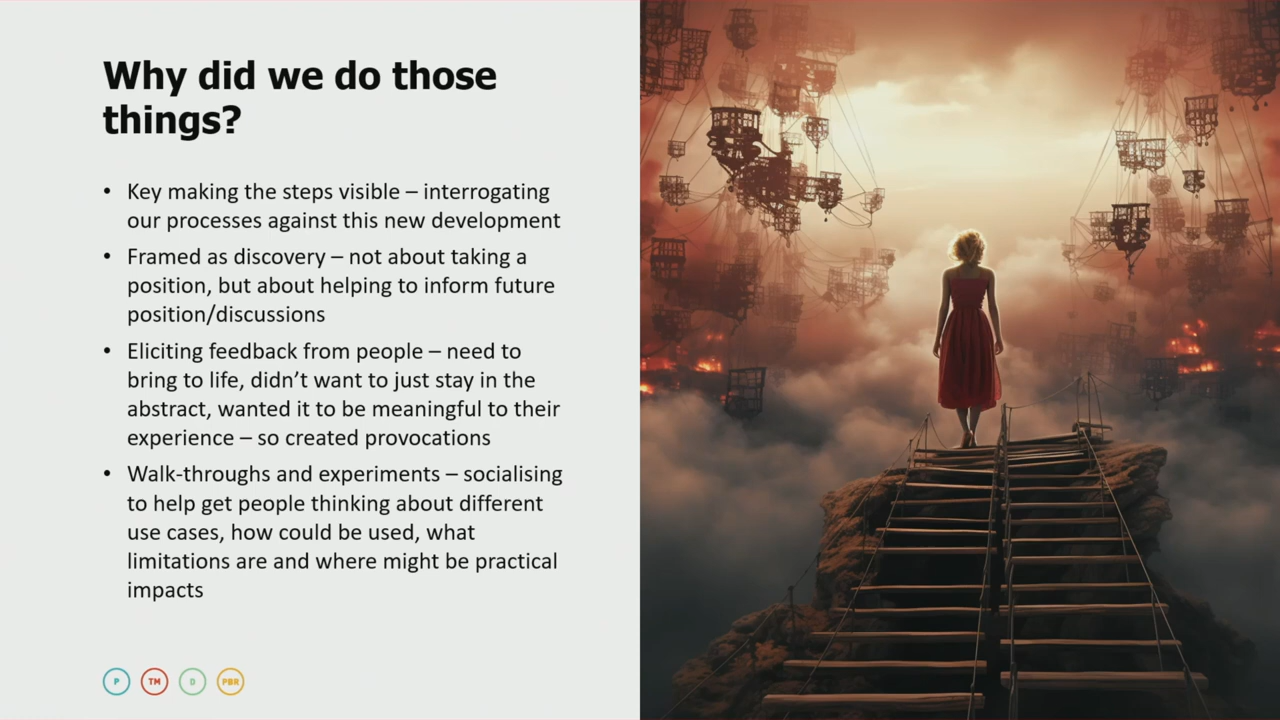 Why did we do those
things?
• Key making the steps visible – interrogating
our processes against this new development
• Framed as discovery – not about taking a
position, but about helping to inform future
position/discussions
• Eliciting feedback from people – need to
bring to life, didn’t want to just stay in the
abstract, wanted it to be meaningful to their
experience – so created provocations
• Walk-throughs and experiments – socialising
to help get people thinking about different
use cases, how could be used, what
limitations are and where might be practical
impacts
P TM D PBR